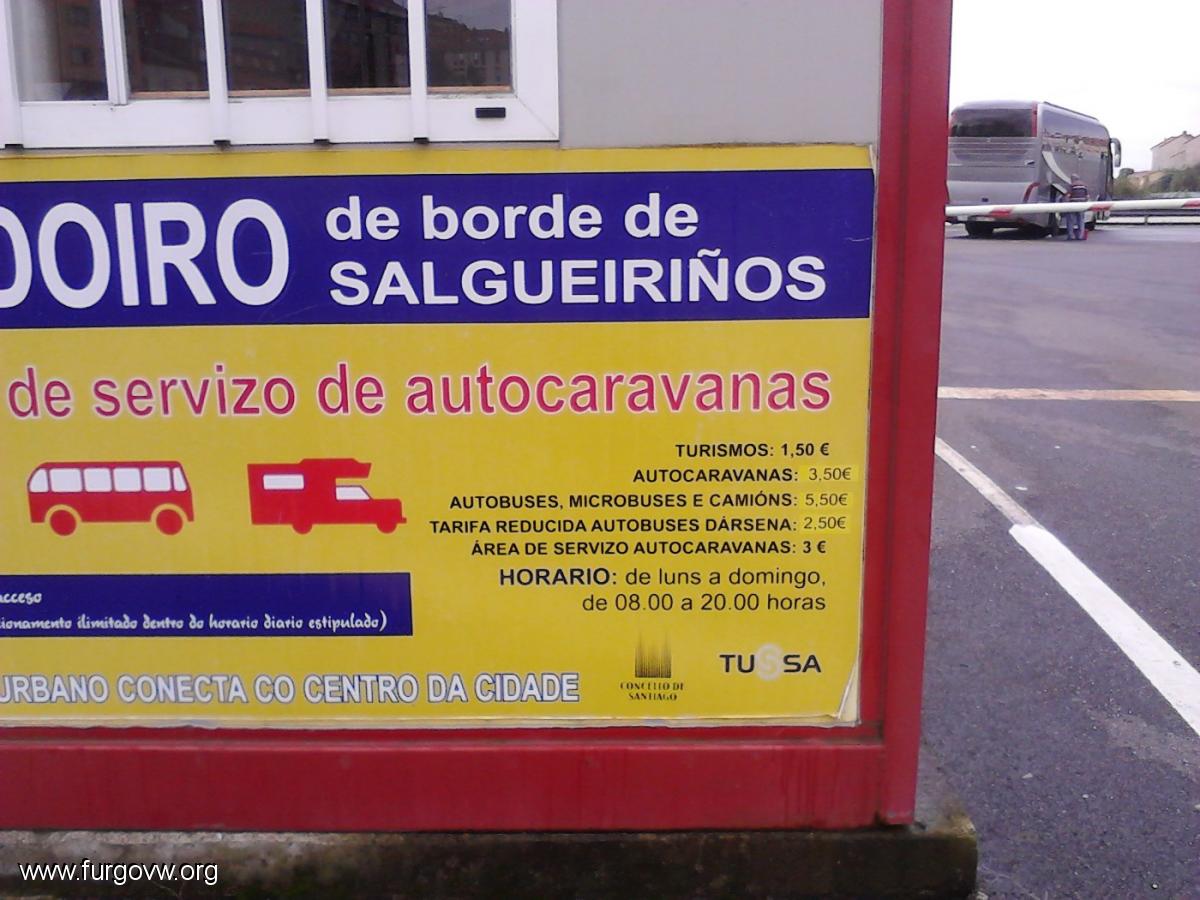 DOIRO de borde de
SALGUEIRIÑOS
de servizo de autocaravanas
TURISMOS: 1,50 €
AUTOCARAVANAS: 3,50€
AUTOBUSES, MICROBUSES E CAMIÓNS: 5,50€
TARIFA REDUCIDA AUTOBUSES DÁRSENA: 2,50€
ÁREA DE SERVIZO AUTOCARAVANAS: 3 €
HORARIO: de luns a domingo,
de 08.00 a 20.00 horas
acceso
ionamento ilimitado dentro do horario diario estipulado)
URBANO CONECTA CO CENTRO DA CIDADE
CONCELLO DE
SANTIAGO
TUSSA
www.furgovw.org